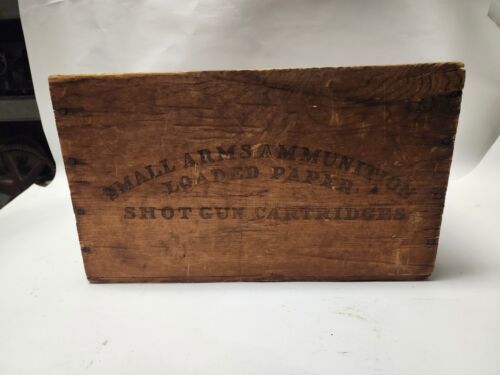 SMALL ARMS AMMUNITION
LOADED PAPER
SHOT GUN CARTRIDGES